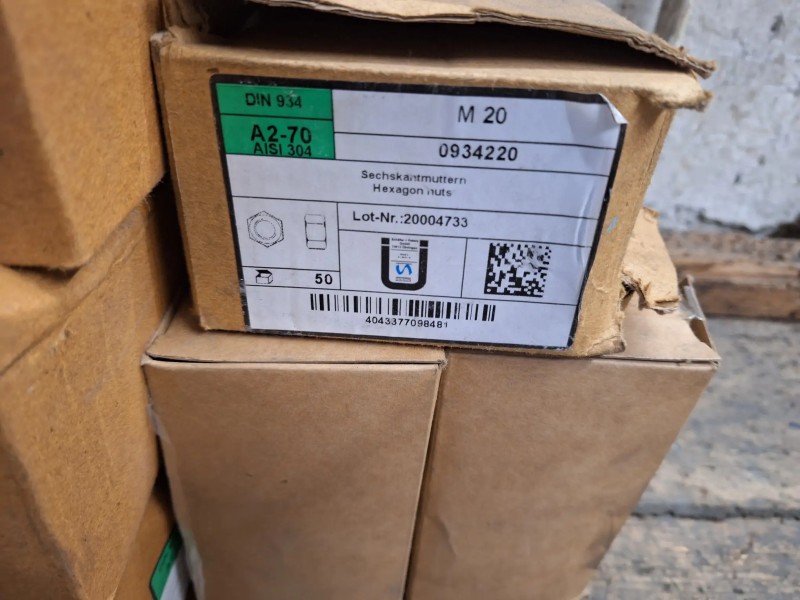 DIN 934
A2-70
AISI 304
M 20
0934220
Sechskantmuttern
Hexagon nuts
Lot-Nr.:20004733
50
4043377098481